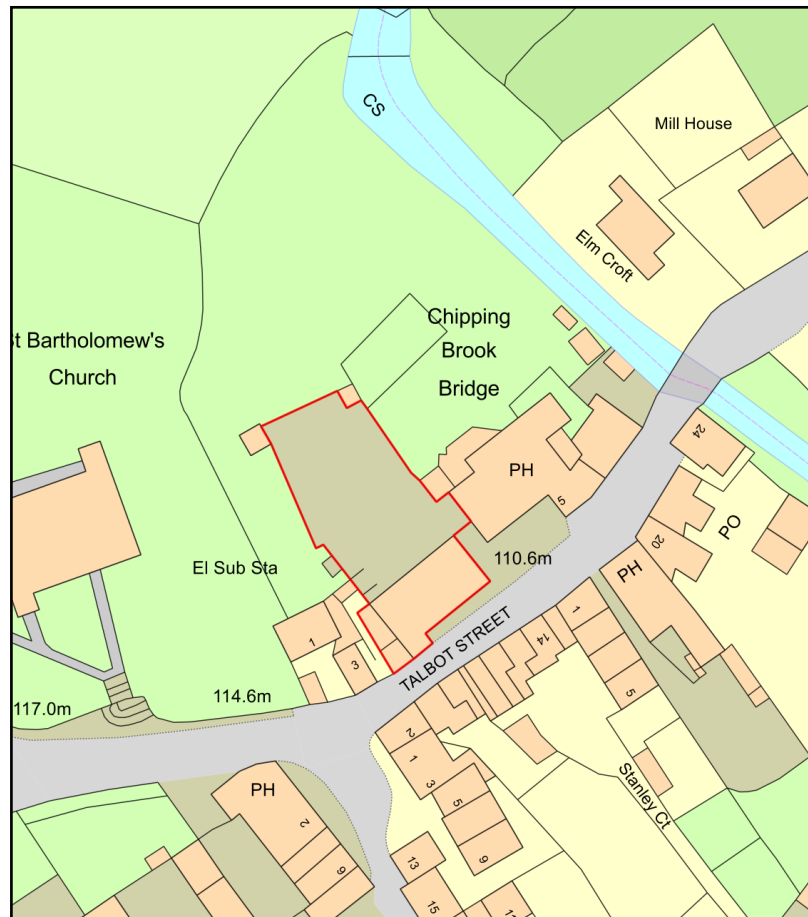 CS
Mill House
Elm Croft
Chipping
Brook
Bridge
t Bartholomew's
Church
24
PH
5
PO
20
110.6m
El Sub Sta
PH
1
3
TALBOT STREET
1
14
5
117.0m
114.6m
2
1
3
5
9
Stanley Ct
PH
2
9
13
15